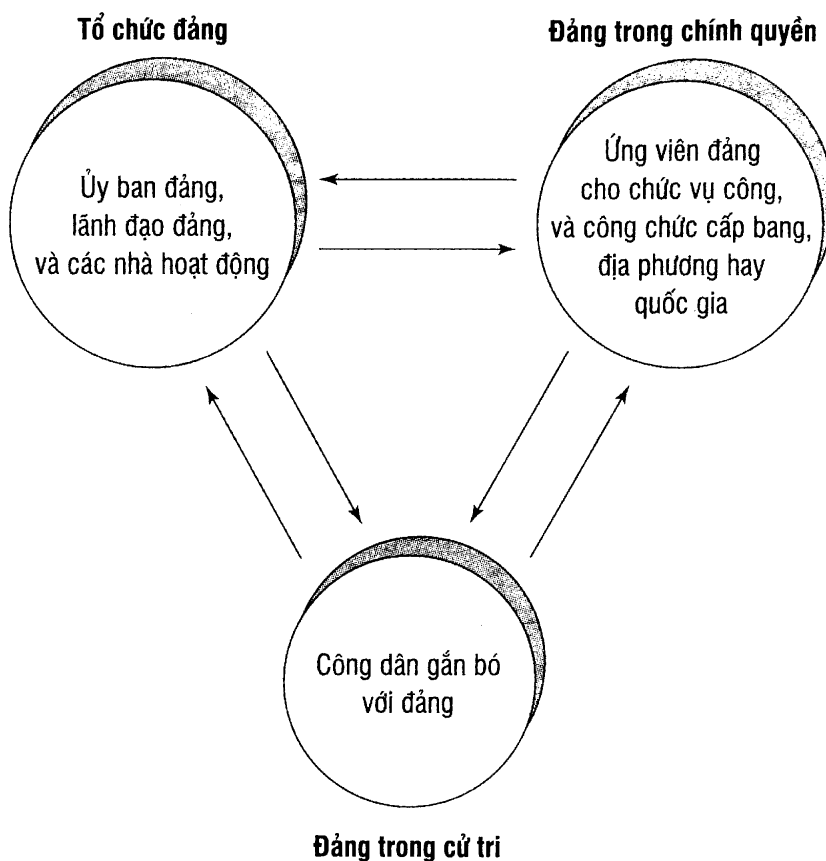 Tổ chức đảng
Đảng trong chính quyền
Ủy ban đảng,
lãnh đạo đảng,
và các nhà hoạt động
Ứng viên đảng
cho chức vụ công,
và công chức cấp bang,
địa phương hay
quốc gia
Công dân gắn bó
với đảng
Đảng trong cử tri